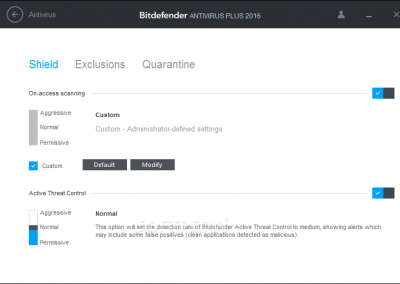 Antivirus
Bitdefender ANTIVIRUS PLUS 2016
Shield
Exclusions
Quarantine
On-access scanning
Aggressive
Normal
Permissive
Custom
Custom - Administrator-defined settings
Custom
Default
Modify
Active Threat Control
Aggressive
Normal
Permissive
Normal
This option will set the detection rate of Bitdefender Active Threat Control to medium, showing alerts which
may include some false positives (clean applications detected as malicious).